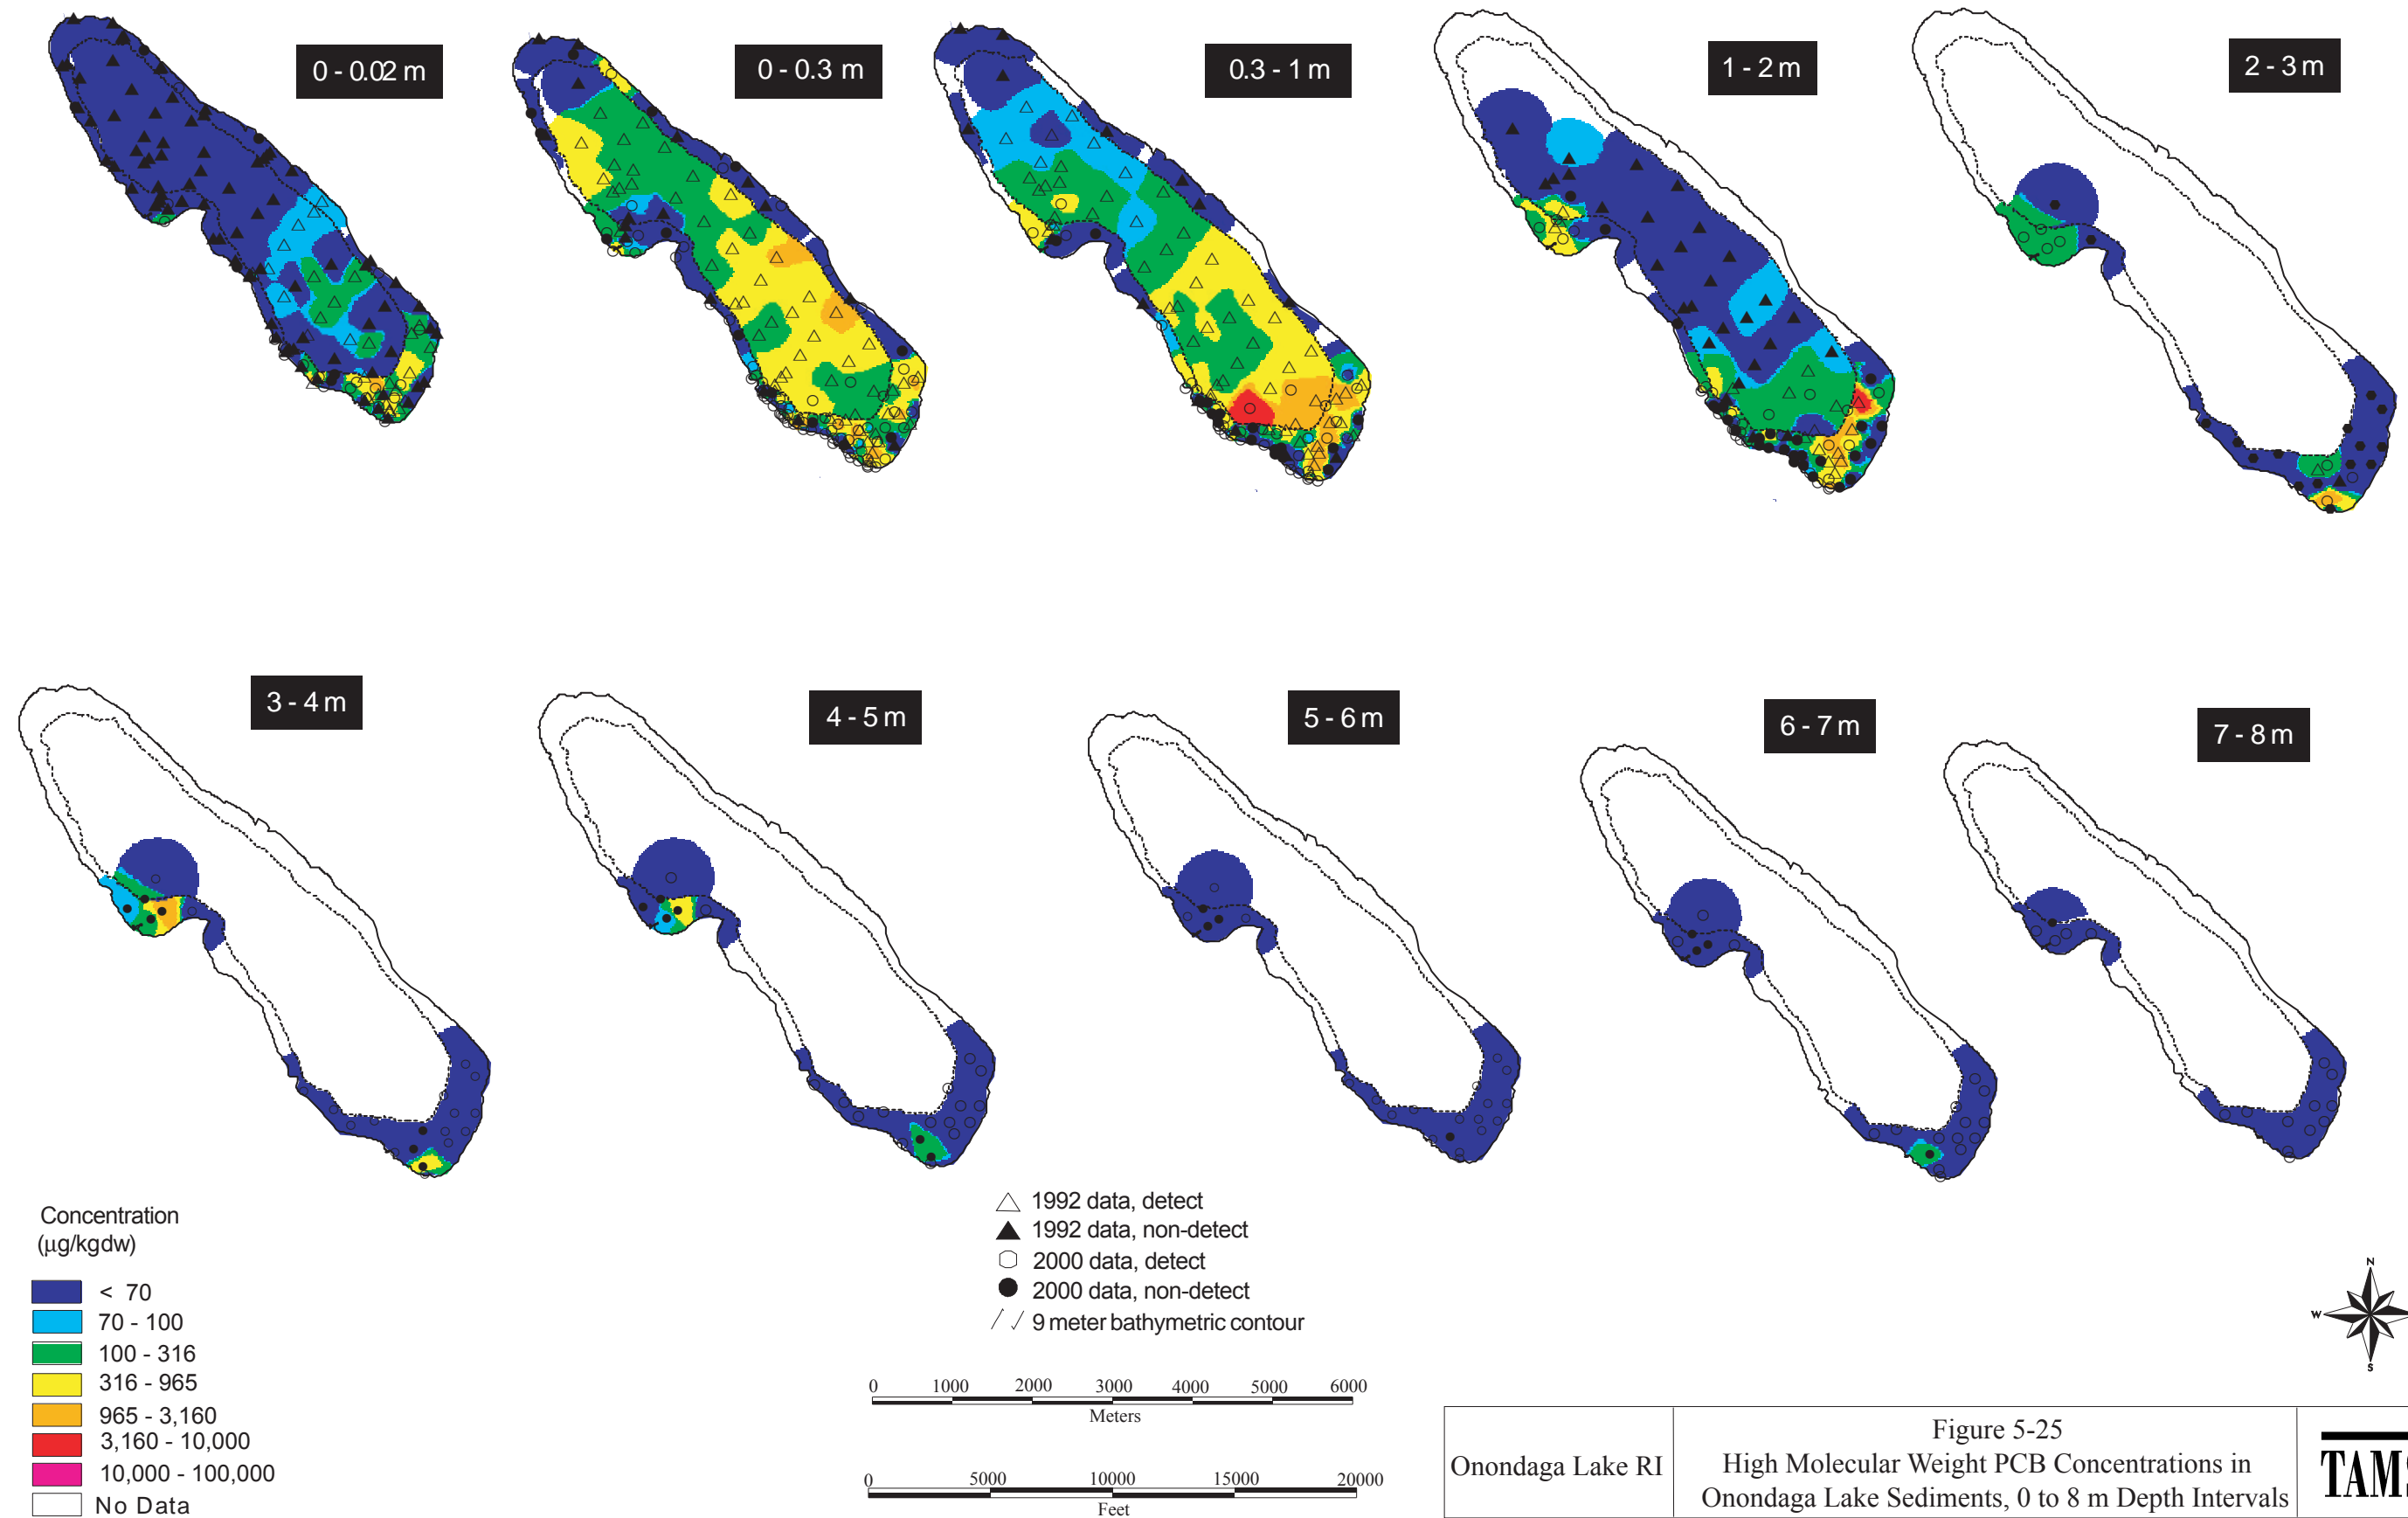 0 - 0.02 m
0 - 0.3 m
0.3 - 1 m
1 - 2 m
2 - 3 m
3 - 4 m
4 - 5 m
5 - 6 m
6 - 7 m
7 - 8 m
Concentration
(µg/kgdw)
< 70
70 - 100
100 - 316
316 - 965
965 - 3,160
3,160 - 10,000
10,000 - 100,000
No Data
1992 data, detect
1992 data, non-detect
2000 data, detect
2000 data, non-detect
9 meter bathymetric contour
0 1000 2000 3000 4000 5000 6000
Meters
0 5000 10000 15000 20000
Feet
N
W
S
Onondaga Lake RI
Figure 5-25
High Molecular Weight PCB Concentrations in
Onondaga Lake Sediments, 0 to 8 m Depth Intervals
TAMS